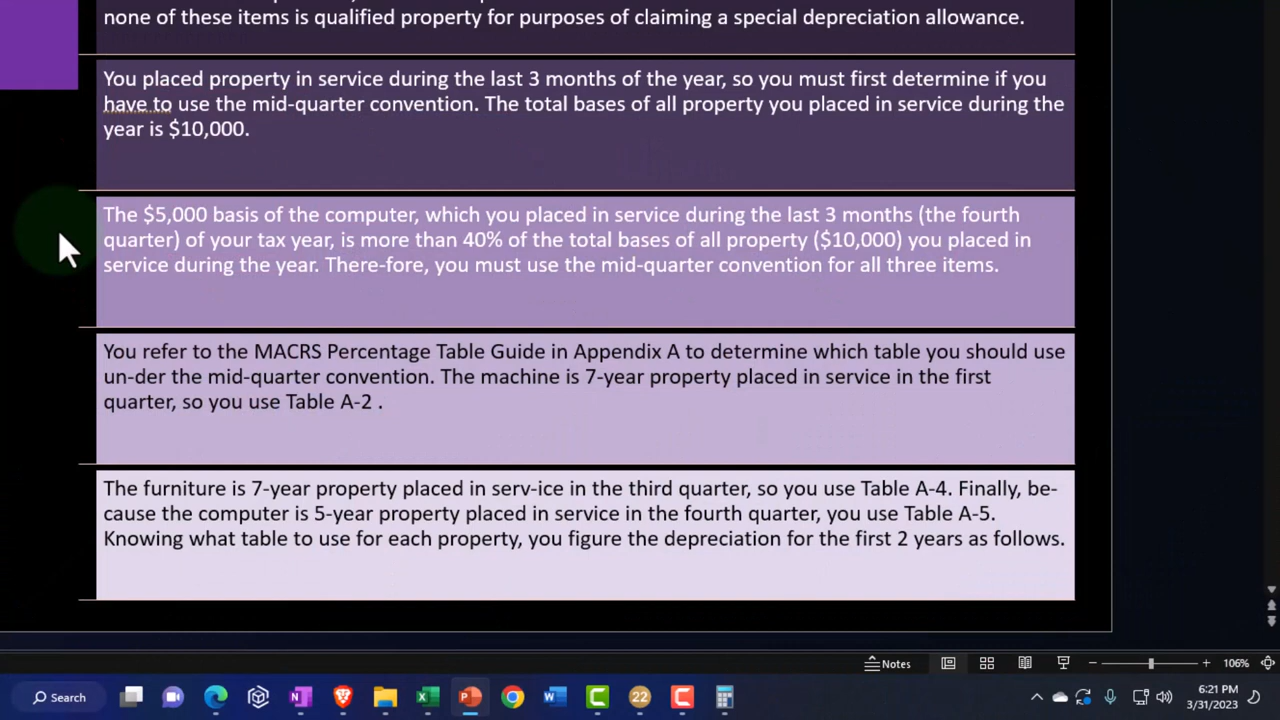 none of these items is qualified property for purposes of claiming a special depreciation allowance.
You placed property in service during the last 3 months of the year, so you must first determine if you
have to use the mid-quarter convention. The total bases of all property you placed in service during the
year is $10,000.
The $5,000 basis of the computer, which you placed in service during the last 3 months (the fourth
quarter) of your tax year, is more than 40% of the total bases of all property ($10,000) you placed in
service during the year. There-fore, you must use the mid-quarter convention for all three items.
You refer to the MACRS Percentage Table Guide in Appendix A to determine which table you should use
un-der the mid-quarter convention. The machine is 7-year property placed in service in the first
quarter, so you use Table A-2 .
The furniture is 7-year property placed in serv-ice in the third quarter, so you use Table A-4. Finally, be-
cause the computer is 5-year property placed in service in the fourth quarter, you use Table A-5.
Knowing what table to use for each property, you figure the depreciation for the first 2 years as follows.
Notes
106%
Search
22
6:21 PM
3/31/2023